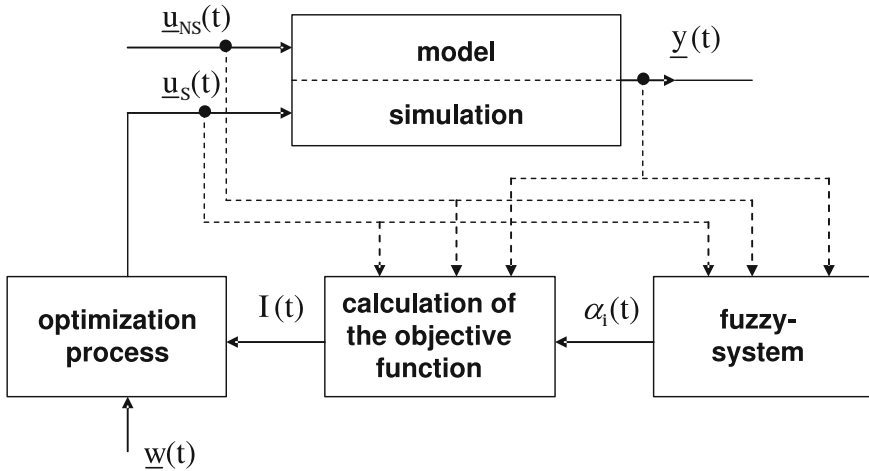 u_NS(t)
model
y(t)
u_S(t)
simulation
optimization
process
I(t)
calculation of
the objective
function
α_i(t)
fuzzy-
system
w(t)